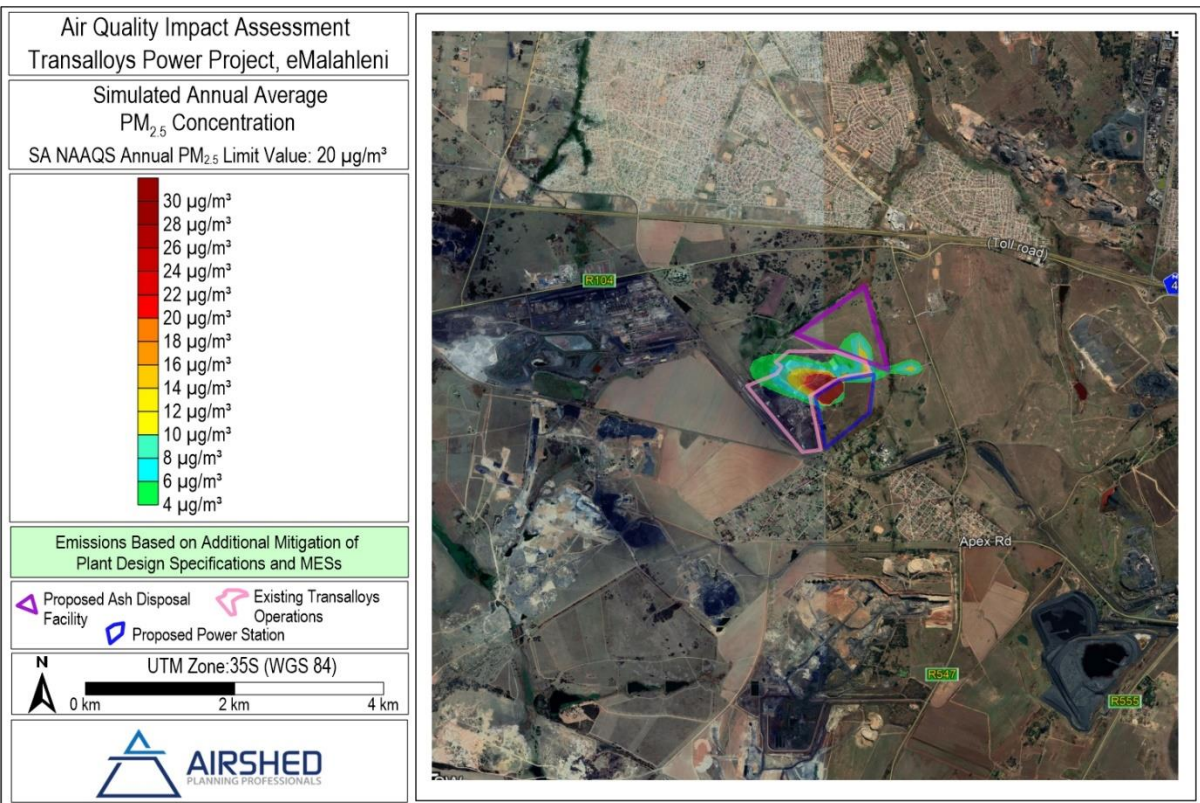 Air Quality Impact Assessment
Transalloys Power Project, eMalahleni
Simulated Annual Average
PM2.5 Concentration
SA NAAQS Annual PM2.5 Limit Value: 20 µg/m³
30 µg/m³
28 µg/m³
26 µg/m³
24 µg/m³
22 µg/m³
20 µg/m³
18 µg/m³
16 µg/m³
14 µg/m³
12 µg/m³
10 µg/m³
8 µg/m³
6 µg/m³
4 µg/m³
Emissions Based on Additional Mitigation of
Plant Design Specifications and MESs
Proposed Ash Disposal
Facility
Existing Transalloys
Operations
Proposed Power Station
N
UTM Zone:35S (WGS 84)
0 km
2 km
4 km
AIRSHED
PLANNING PROFESSIONALS
(Toll road)
R104
N
4
Apex Rd
R547
R555